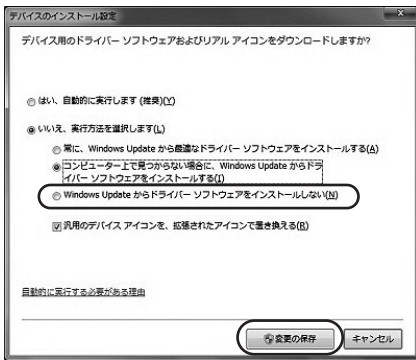 デバイスのインストール設定
デバイス用のドライバー ソフトウェアおよびリアル アイコンをダウンロードしますか?
はい、自動的に実行します (推奨)(Y)
いいえ、実行方法を選択します(L)
常に、Windows Update から最適なドライバー ソフトウェアをインストールする(A)
コンピューター上で見つからない場合に、Windows Update からドラ
イバー ソフトウェアをインストールする(I)
Windows Update からドライバー ソフトウェアをインストールしない(N)
汎用のデバイス アイコンを、拡張されたアイコンで置き換える(R)
自動的に実行する必要がある理由
変更の保存 キャンセル